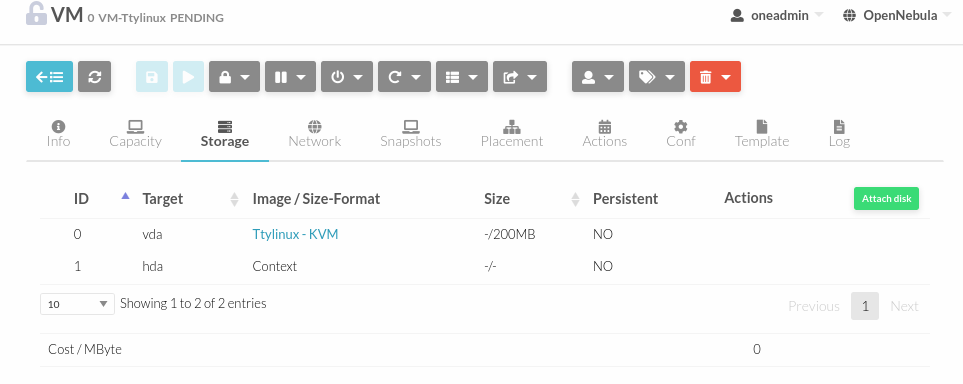 VM 0 VM-Ttylinux PENDING oneadmin OpenNebula
Info Capacity Storage Network Snapshots Placement Actions Conf Template Log
ID Target Image / Size-Format Size Persistent Actions Attach disk
0 vda Ttylinux - KVM -/200MB NO
1 hda Context -/- NO
10 Showing 1 to 2 of 2 entries Previous 1 Next
Cost / MByte 0